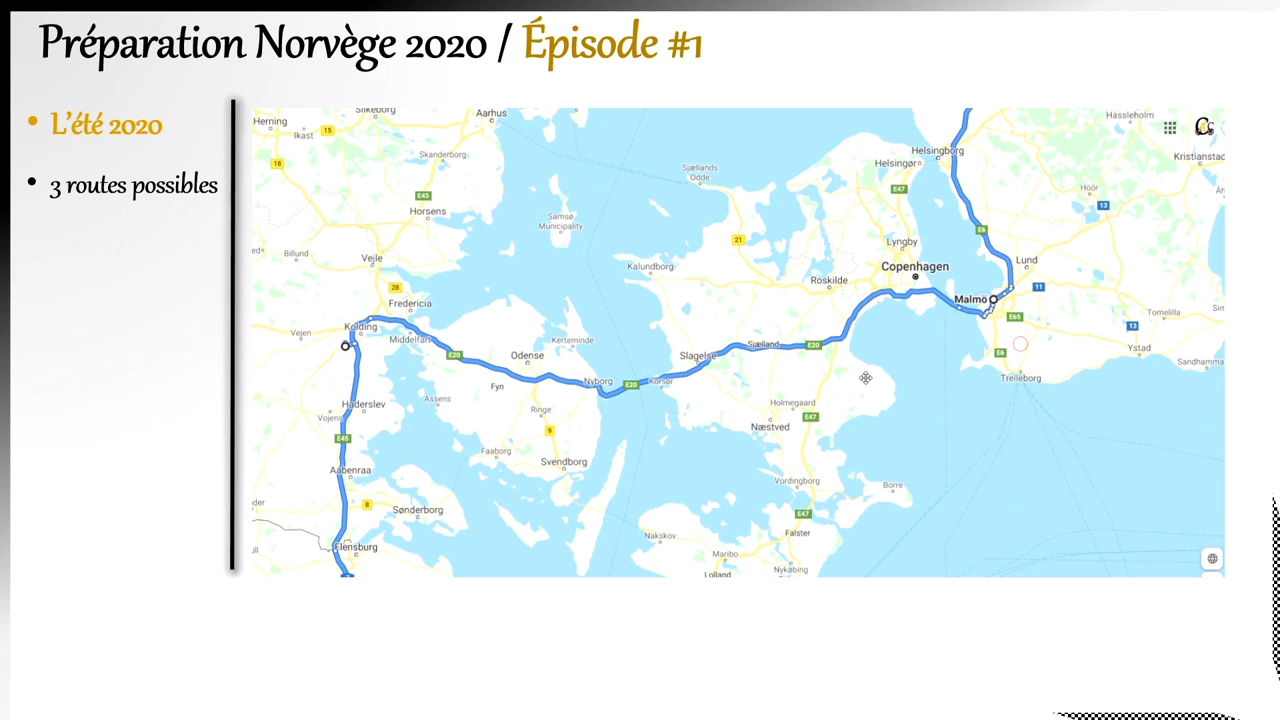 Préparation Norvège 2020 / Épisode #1
• L'été 2020
• 3 routes possibles
Silkeborg
Aarhus
Herning
Ikast
15
18
Skanderborg
E45
Horsens
Samsø
Municipality
Sjællands
Odde
21
Helsingborg
Helsingør
E47
Hässleholm
Kristianstad
Höör
13
E6
Billund
Vejle
28
Fredericia
Kalundborg
Roskilde
Lyngby
Copenhagen
Lund
11
Malmö
E65
Tomelilla
13
Vejen
Kolding
Middelfart
E20
Odense
Kerteminde
Slagelse
Sjælland
E20
E6
Ystad
Sandhamma
Trelleborg
Nyborg
E20
Korsør
Fyn
Assens
Haderslev
Vojens
E45
Ringe
9
Holmegaard
E47
Næstved
Faaborg
Svendborg
Aabenraa
8
Sønderborg
Vordingborg
Borre
E47
Flensburg
Nakskov
Falster
Maribo
Lolland
Nykøbing